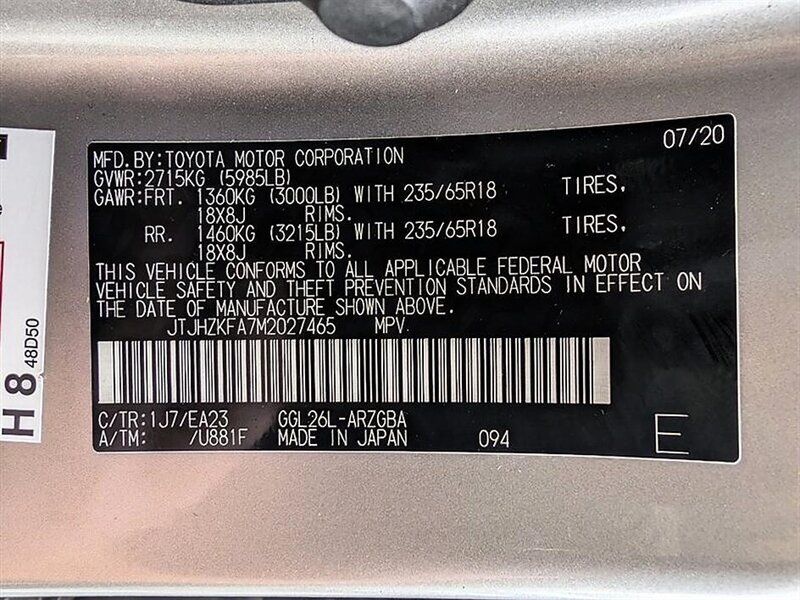 07/20
MFD.BY:TOYOTA MOTOR CORPORATION
GVWR:2715KG (5985LB)
GAWR:FRT. 1360KG (3000LB) WITH 235/65R18 TIRES,
18X8J RIMS.
RR. 1460KG (3215LB) WITH 235/65R18 TIRES,
18X8J RIMS.
THIS VEHICLE CONFORMS TO ALL APPLICABLE FEDERAL MOTOR
VEHICLE SAFETY AND THEFT PREVENTION STANDARDS IN EFFECT ON
THE DATE OF MANUFACTURE SHOWN ABOVE.
JTJHZKFA7M2027465 MPV
C/TR:1J7/EA23 GGL26L-ARZGBA
A/TM: /U881F MADE IN JAPAN 094 E
H 8 48D50